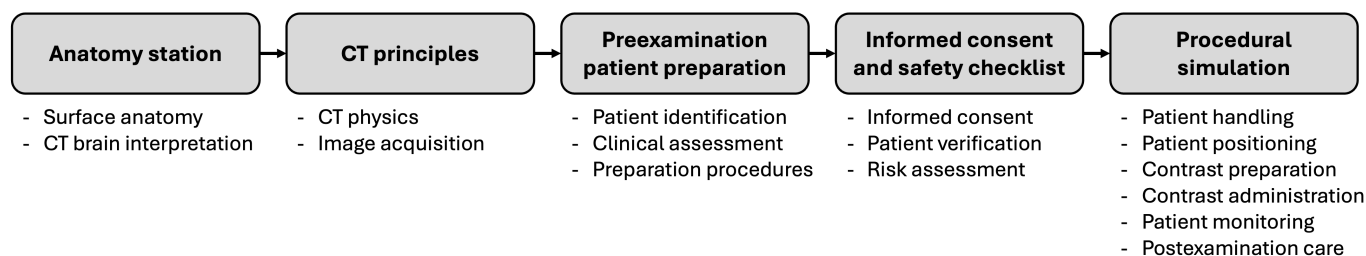 Anatomy station
- Surface anatomy
- CT brain interpretation
CT principles
- CT physics
- Image acquisition
Preexamination
patient preparation
- Patient identification
- Clinical assessment
- Preparation procedures
Informed consent
and safety checklist
- Informed consent
- Patient verification
- Risk assessment
Procedural
simulation
- Patient handling
- Patient positioning
- Contrast preparation
- Contrast administration
- Patient monitoring
- Postexamination care